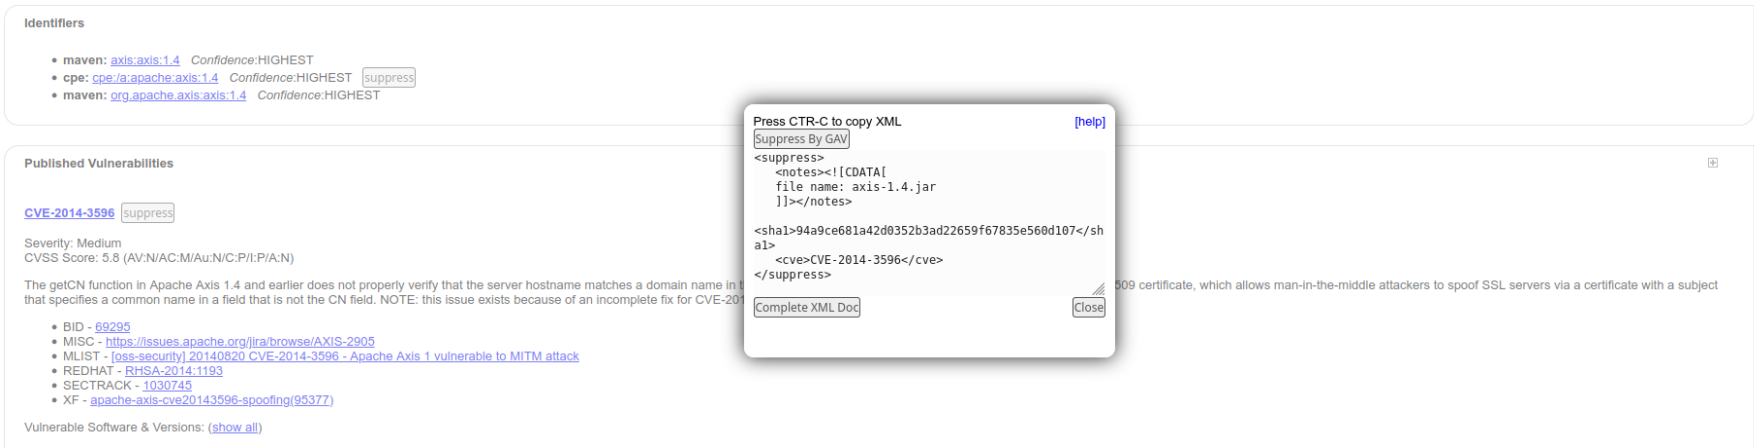 Identifiers
maven: axis:axis:1.4 Confidence:HIGHEST
cpe: cpe:/a:apache:axis:1.4 Confidence:HIGHEST suppress
maven: org.apache.axis:axis:1.4 Confidence:HIGHEST
Published Vulnerabilities
CVE-2014-3596 suppress
Severity: Medium
CVSS Score: 5.8 (AV:N/AC:M/Au:N/C:P/I:P/A:N)
The getCN function in Apache Axis 1.4 and earlier does not properly verify that the server hostname matches a domain name in t 509 certificate, which allows man-in-the-middle attackers to spoof SSL servers via a certificate with a subject
that specifies a common name in a field that is not the CN field. NOTE: this issue exists because of an incomplete fix for CVE-201
BID - 69295
MISC - https://issues.apache.org/jira/browse/AXIS-2905
MLIST - [oss-security] 20140820 CVE-2014-3596 - Apache Axis 1 vulnerable to MITM attack
REDHAT - RHSA-2014:1193
SECTRACK - 1030745
XF - apache-axis-cve20143596-spoofing(95377)
Vulnerable Software & Versions: (show all)
Press CTR-C to copy XML [help]
Suppress By GAV
<suppress>
<notes><![CDATA[
file name: axis-1.4.jar
]]></notes>
<sha1>94a9ce681a42d0352b3ad22659f67835e560d107</sh
a1>
<cve>CVE-2014-3596</cve>
</suppress>
Complete XML Doc Close